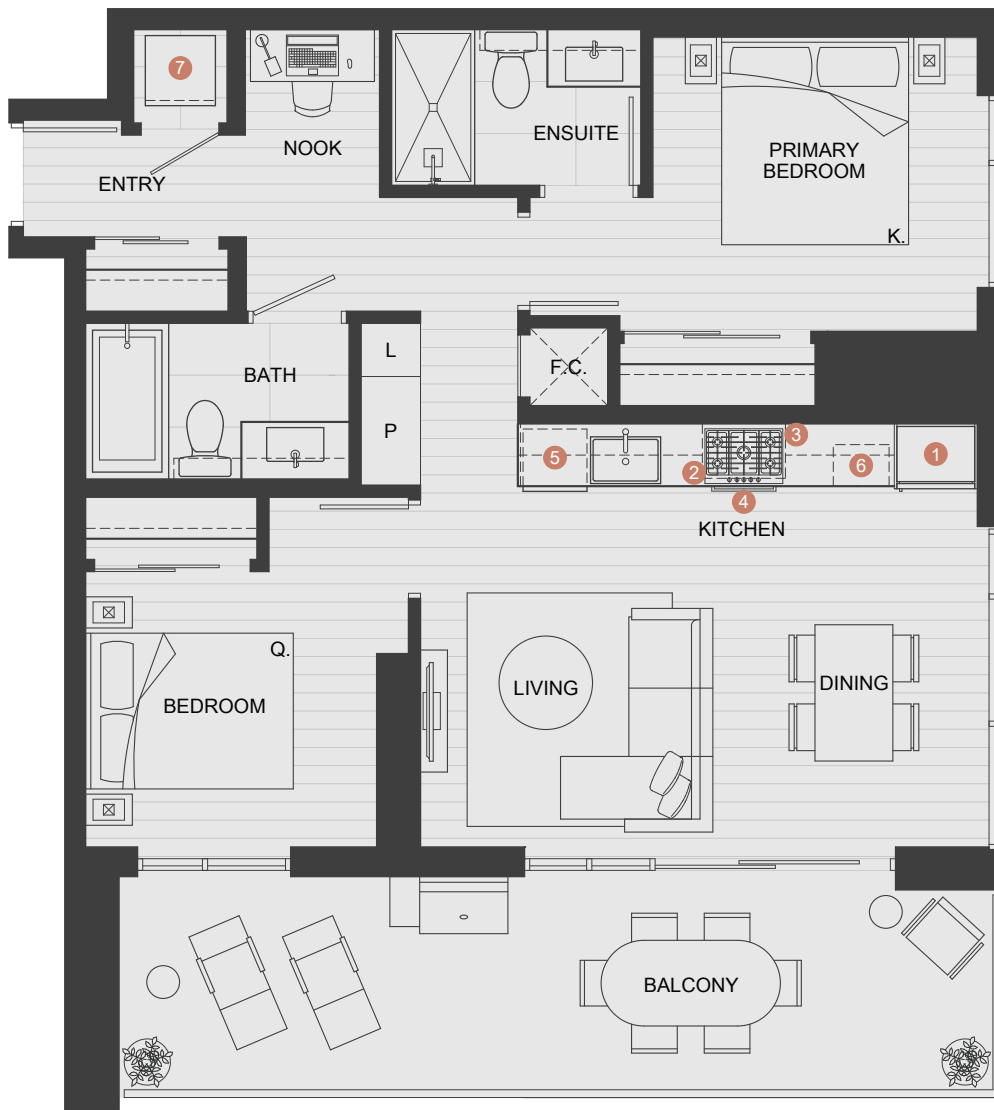 7
NOOK
ENTRY
ENSUITE
PRIMARY
BEDROOM
K.
BATH
L
P
F.C.
5
2
3
4
6
1
KITCHEN
Q.
BEDROOM
LIVING
DINING
BALCONY